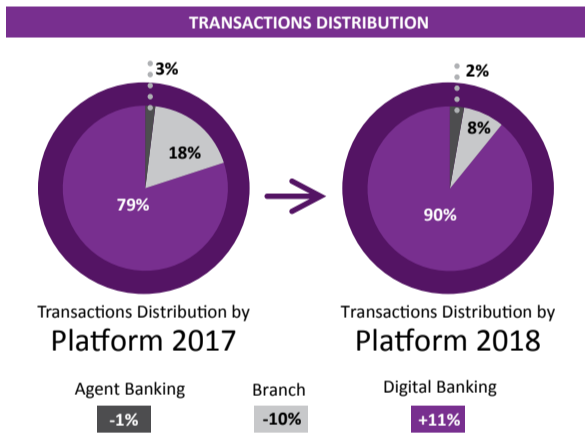 TRANSACTIONS DISTRIBUTION
3%
18%
79%
2%
8%
90%
Transactions Distribution by
Platform 2017
Transactions Distribution by
Platform 2018
Agent Banking
Branch
Digital Banking
-1%
-10%
+11%